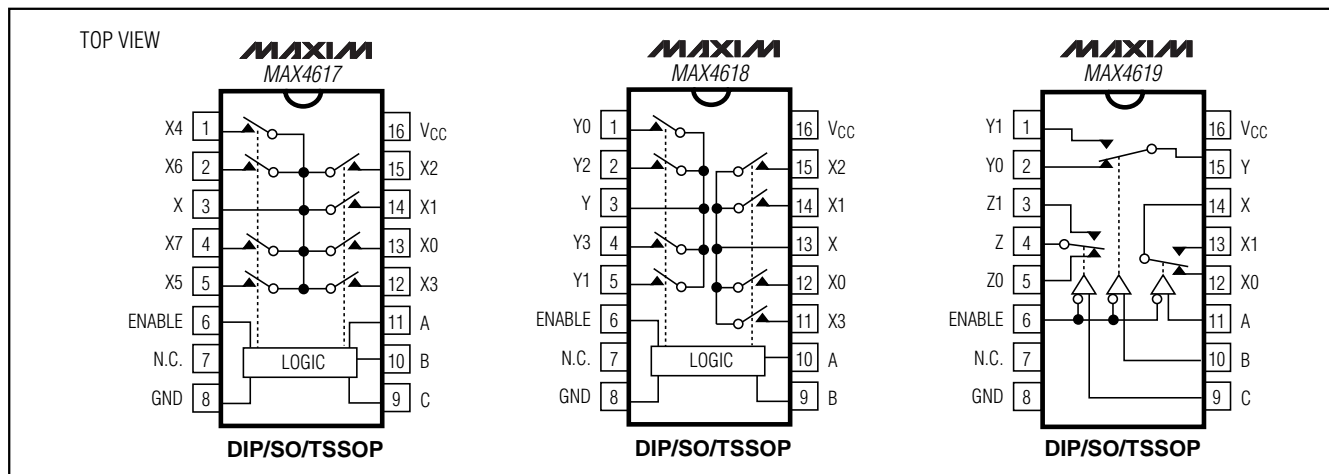 TOP VIEW
MAXIM
MAX4617
X4 1
X6 2
X 3
X7 4
X5 5
ENABLE 6
N.C. 7
GND 8
16 VCC
15 X2
14 X1
13 X0
12 X3
11 A
10 B
9 C
LOGIC
DIP/SO/TSSOP
MAXIM
MAX4618
Y0 1
Y2 2
Y 3
Y3 4
Y1 5
ENABLE 6
N.C. 7
GND 8
16 VCC
15 X2
14 X1
13 X
12 X0
11 X3
10 A
9 B
LOGIC
DIP/SO/TSSOP
MAXIM
MAX4619
Y1 1
Y0 2
Z1 3
Z 4
Z0 5
ENABLE 6
N.C. 7
GND 8
16 VCC
15 Y
14 X
13 X1
12 X0
11 A
10 B
9 C
DIP/SO/TSSOP